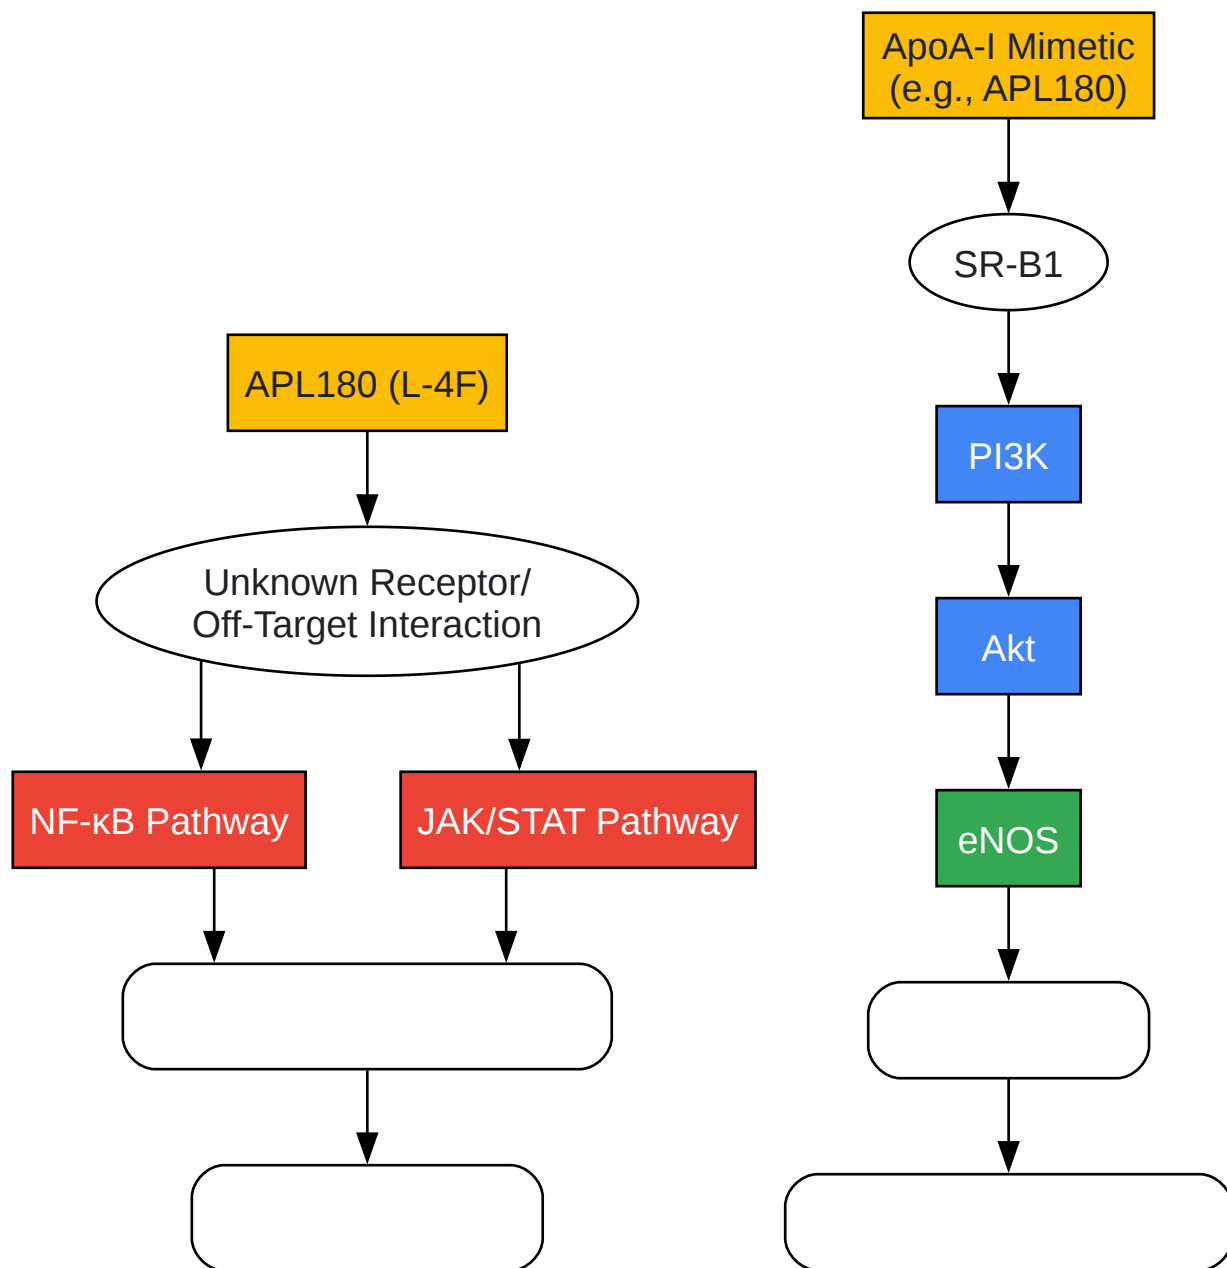 APL180 (L-4F)
Unknown Receptor/
Off-Target Interaction
NF-κB Pathway
JAK/STAT Pathway
ApoA-I Mimetic
(e.g., APL180)
SR-B1
PI3K
Akt
eNOS